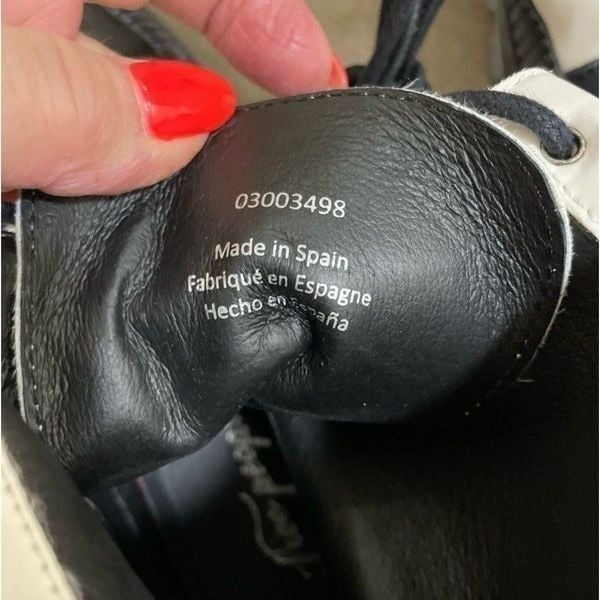 03003498
Made in Spain
Fabriqué en Espagne
Hecho en España